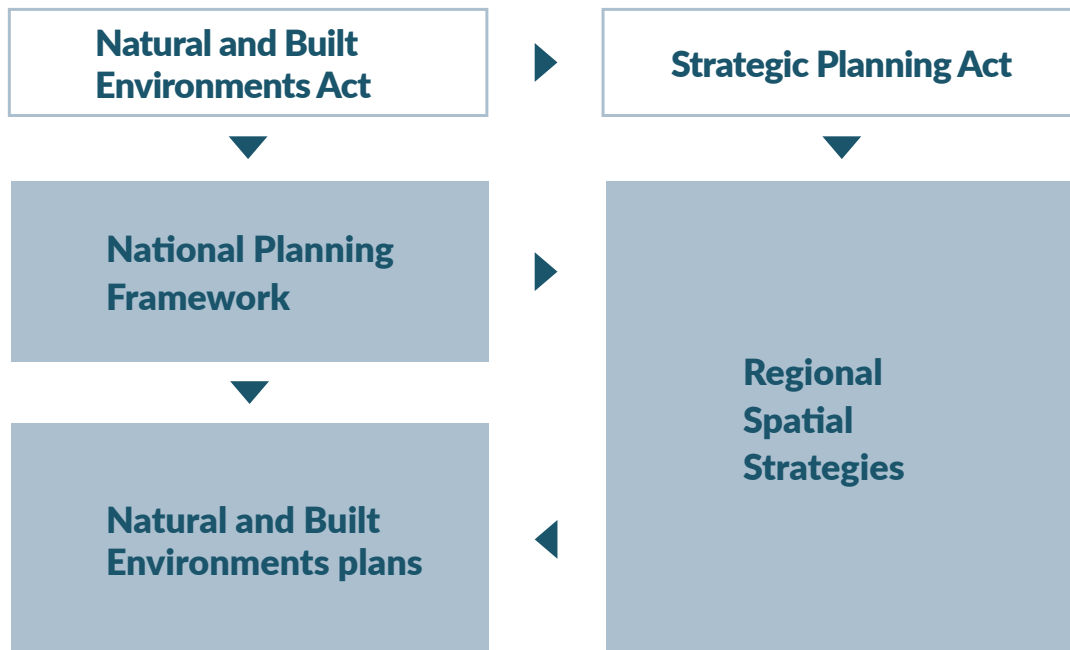 Natural and Built
Environments Act
Strategic Planning Act
National Planning
Framework
Regional
Spatial
Strategies
Natural and Built
Environments plans